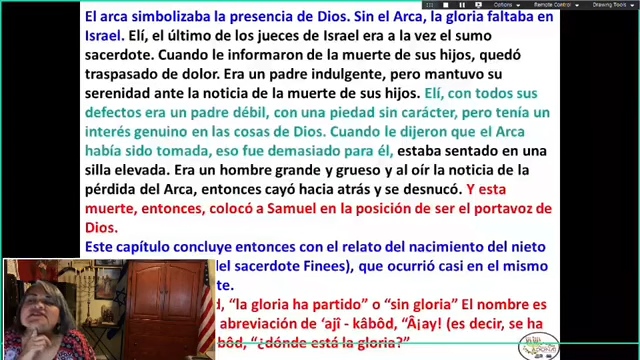 Options Remote Control Drawing Tools
El arca simbolizaba la presencia de Dios. Sin el Arca, la gloria faltaba en
Israel. Elí, el último de los jueces de Israel era a la vez el sumo
sacerdote. Cuando le informaron de la muerte de sus hijos, quedó
traspasado de dolor. Era un padre indulgente, pero mantuvo su
serenidad ante la noticia de la muerte de sus hijos. Elí, con todos sus
defectos era un padre débil, con una piedad sin carácter, pero tenía un
interés genuino en las cosas de Dios. Cuando le dijeron que el Arca
había sido tomada, eso fue demasiado para él, estaba sentado en una
silla elevada. Era un hombre grande y grueso y al oír la noticia de la
pérdida del Arca, entonces cayó hacia atrás y se desnucó. Y esta
muerte, entonces, colocó a Samuel en la posición de ser el portavoz de
Dios.
Este capítulo concluye entonces con el relato del nacimiento del nieto
del sacerdote Finees), que ocurrió casi en el mismo
“la gloria ha partido” o “sin gloria” El nombre es
abreviación de ‘ajî - kâbôd, “Â¡ay! (es decir, se ha
“¿dónde está la gloria?”